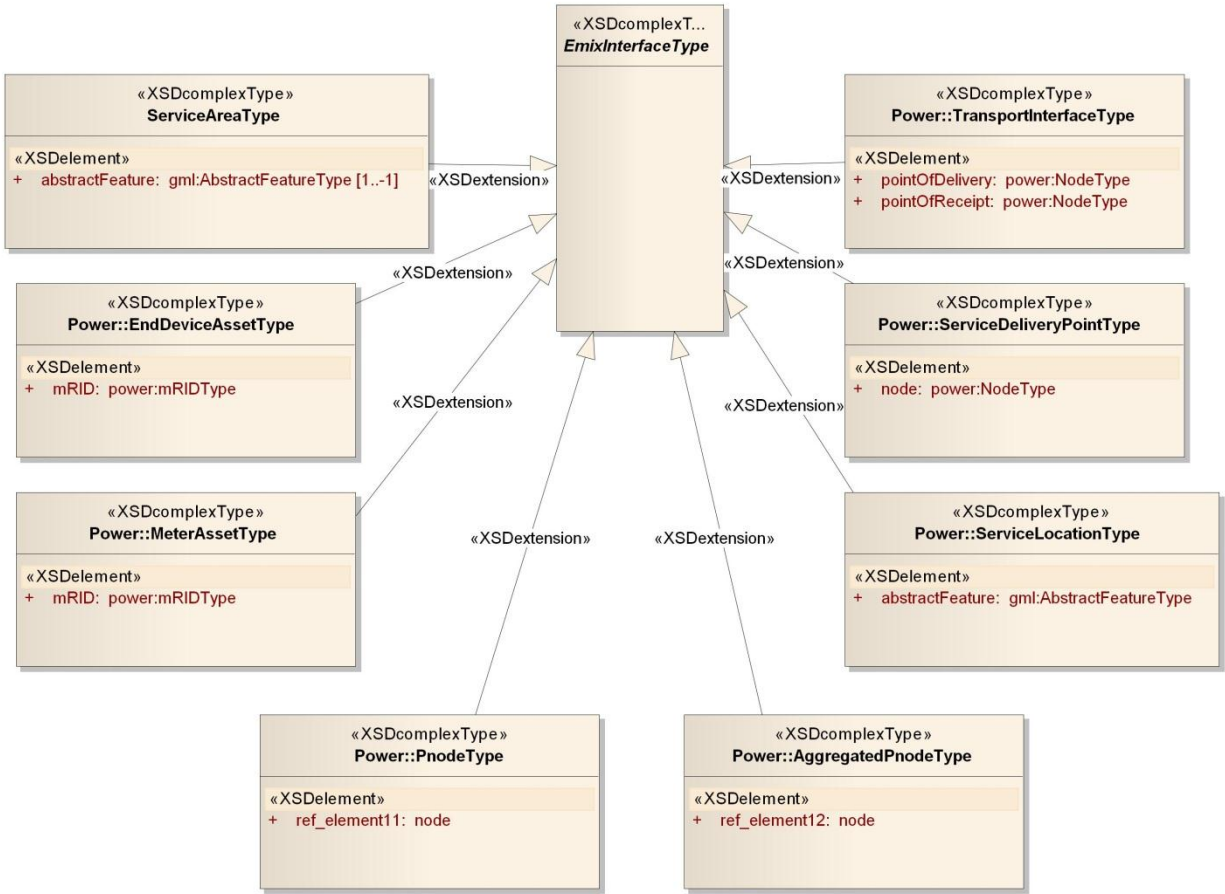 «XSDcomplexT...
EmixInterfaceType
«XSDcomplexType»
ServiceAreaType
«XSDelement»
+ abstractFeature: gml:AbstractFeatureType [1..-1]
«XSDextension»
«XSDcomplexType»
Power::TransportInterfaceType
«XSDelement»
+ pointOfDelivery: power:NodeType
+ pointOfReceipt: power:NodeType
«XSDextension»
«XSDcomplexType»
Power::EndDeviceAssetType
«XSDelement»
+ mRID: power:mRIDType
«XSDextension»
«XSDcomplexType»
Power::ServiceDeliveryPointType
«XSDelement»
+ node: power:NodeType
«XSDextension»
«XSDcomplexType»
Power::MeterAssetType
«XSDelement»
+ mRID: power:mRIDType
«XSDextension»
«XSDcomplexType»
Power::ServiceLocationType
«XSDelement»
+ abstractFeature: gml:AbstractFeatureType
«XSDextension»
«XSDextension»
«XSDextension»
«XSDcomplexType»
Power::PnodeType
«XSDelement»
+ ref_element11: node
«XSDcomplexType»
Power::AggregatedPnodeType
«XSDelement»
+ ref_element12: node